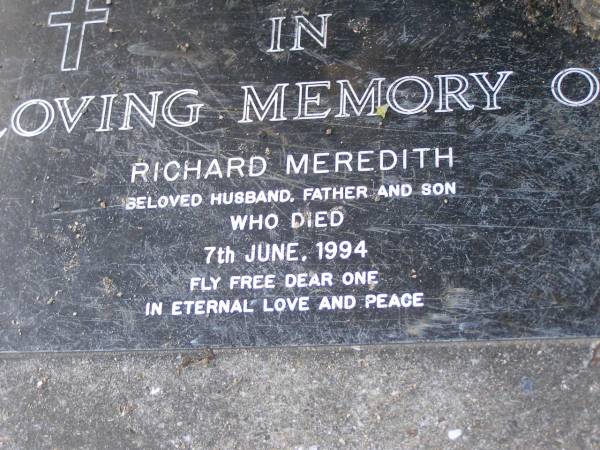 IN
LOVING MEMORY O
RICHARD MEREDITH
BELOVED HUSBAND, FATHER AND SON
WHO DIED
7th JUNE, 1994
FLY FREE DEAR ONE
IN ETERNAL LOVE AND PEACE